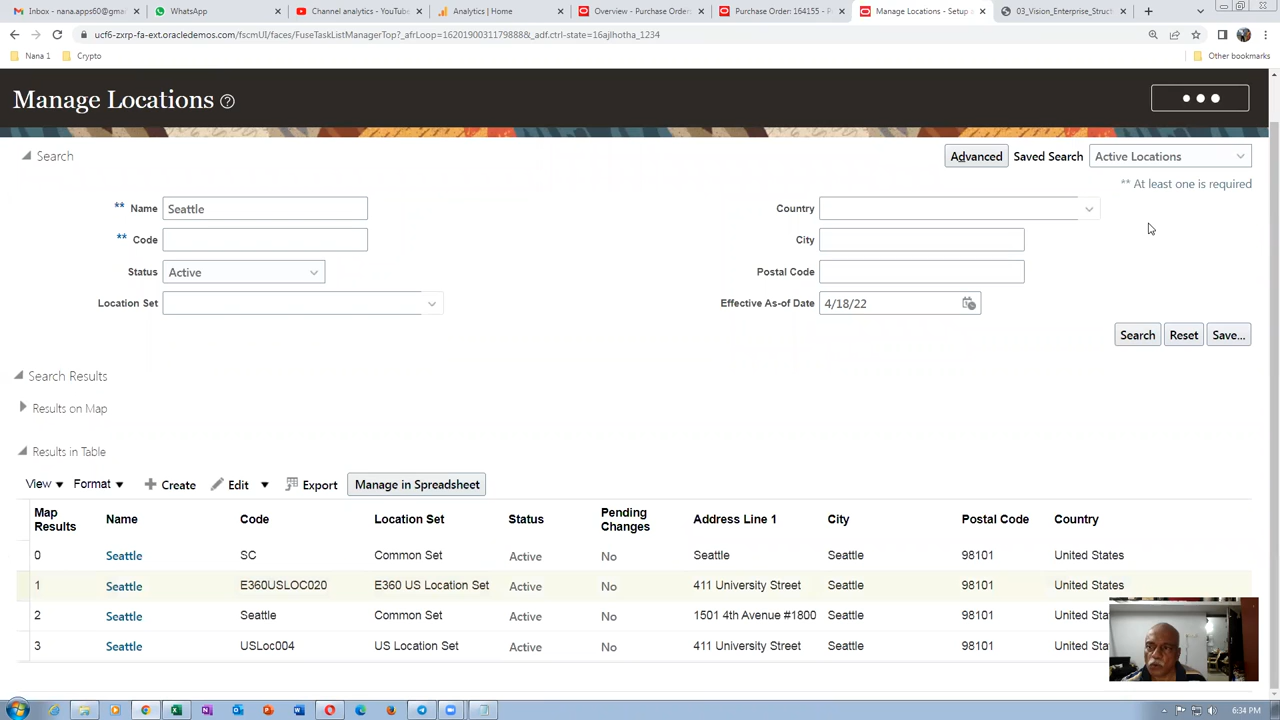 Inbox - nana.apps60@gmai
WhatsApp
Channel analytics - YouTube
Analytics | Home
Overview - Purchase Order
Purchase Order: 164155 - P
Manage Locations - Setup a
03_Vision_Enterprise_Struct
ucf6-zxrp-fa-ext.oracledemos.com/fscmUI/faces/FuseTaskListManagerTop?_afrLoop=16201900311798888&_adf.ctrl-state=16ajlhotha_1234
Nana 1
Crypto
Other bookmarks
Manage Locations
Search
Advanced
Saved Search
Active Locations
** At least one is required
** Name
Seattle
Country
** Code
City
Status
Active
Postal Code
Location Set
Effective As-of Date
4/18/22
Search
Reset
Save...
Search Results
Results on Map
Results in Table
View
Format
Create
Edit
Export
Manage in Spreadsheet
Map Results Name Code Location Set Status Pending Changes Address Line 1 City Postal Code Country
0 Seattle SC Common Set Active No Seattle Seattle 98101 United States
1 Seattle E360USLOC020 E360 US Location Set Active No 411 University Street Seattle 98101 United States
2 Seattle Seattle Common Set Active No 1501 4th Avenue #1800 Seattle 98101 United Sta
3 Seattle USLoc004 US Location Set Active No 411 University Street Seattle 98101 United Sta
6:34 PM